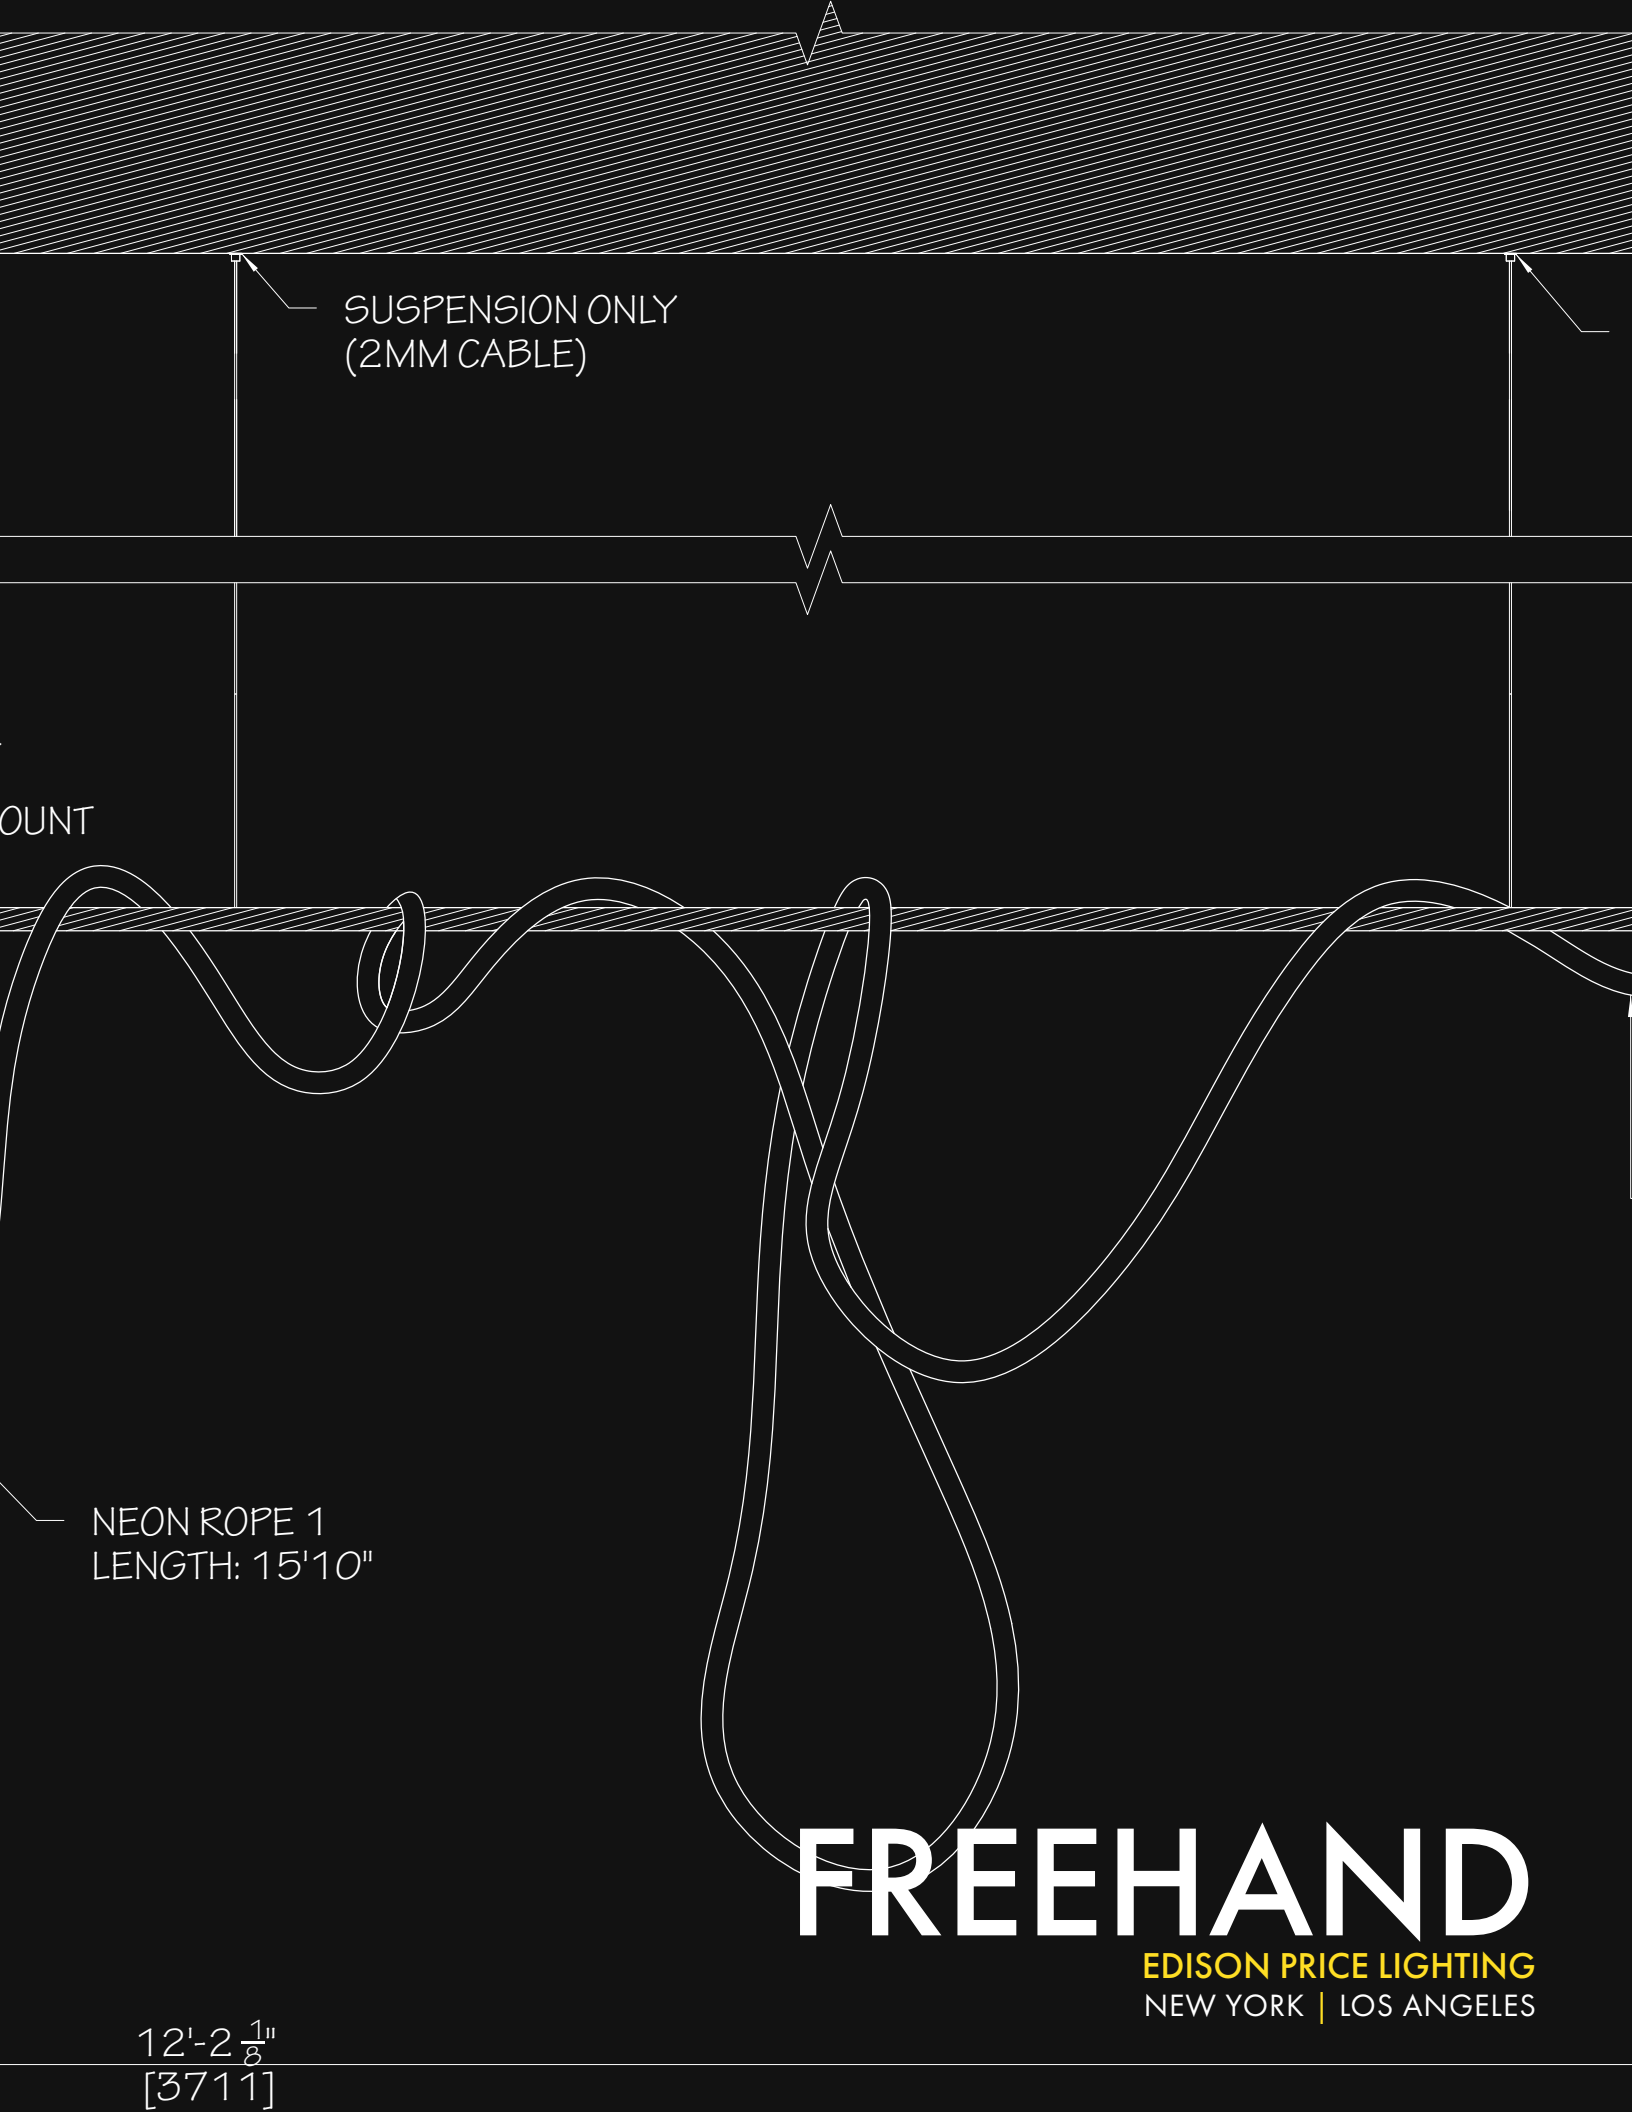 SUSPENSION ONLY
(2MM CABLE)
OUNT
NEON ROPE 1
LENGTH: 15'10"
FREEHAND
EDISON PRICE LIGHTING
NEW YORK | LOS ANGELES
12'-2 1/8"
[3711]